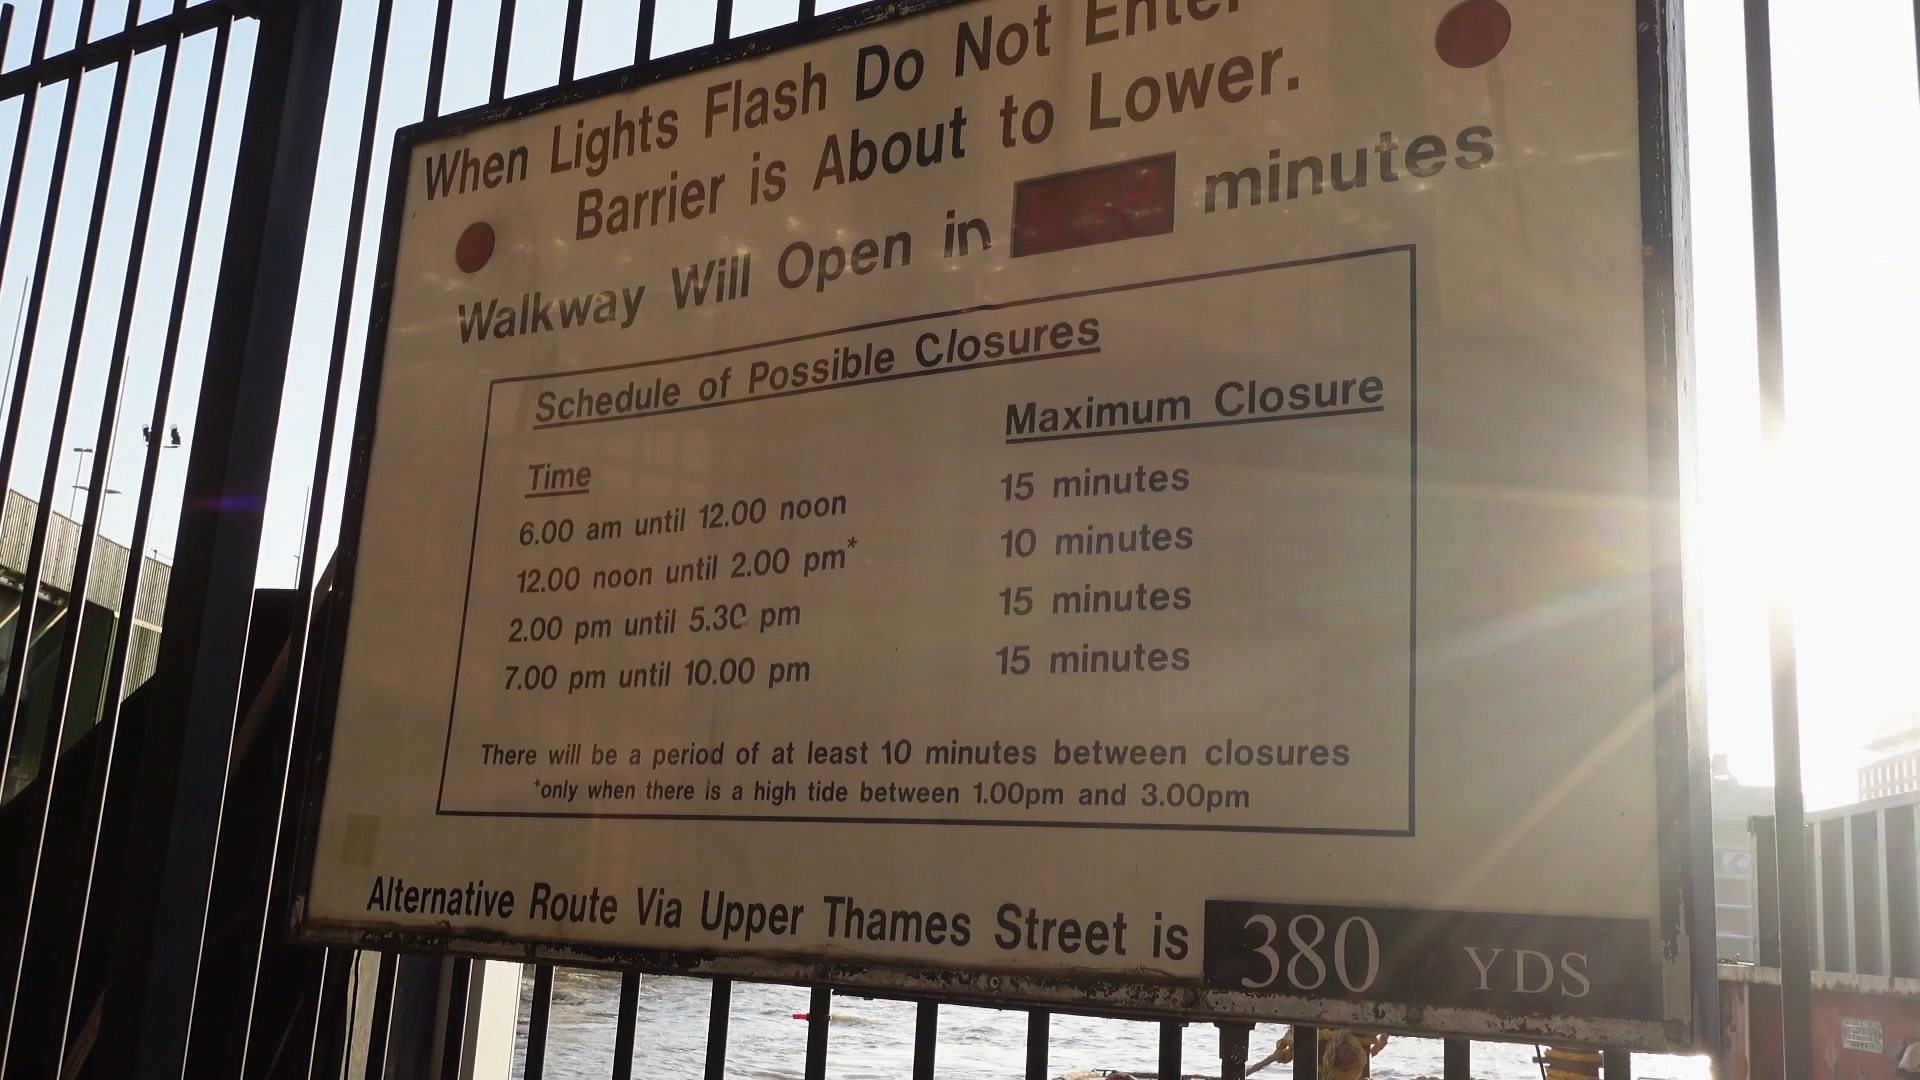 When Lights Flash Do Not Enter
Barrier is About to Lower.
Walkway Will Open in minutes
Schedule of Possible Closures
Time Maximum Closure
6.00 am until 12.00 noon 15 minutes
12.00 noon until 2.00 pm* 10 minutes
2.00 pm until 5.30 pm 15 minutes
7.00 pm until 10.00 pm 15 minutes
There will be a period of at least 10 minutes between closures
*only when there is a high tide between 1.00pm and 3.00pm
Alternative Route Via Upper Thames Street is 380 YDS